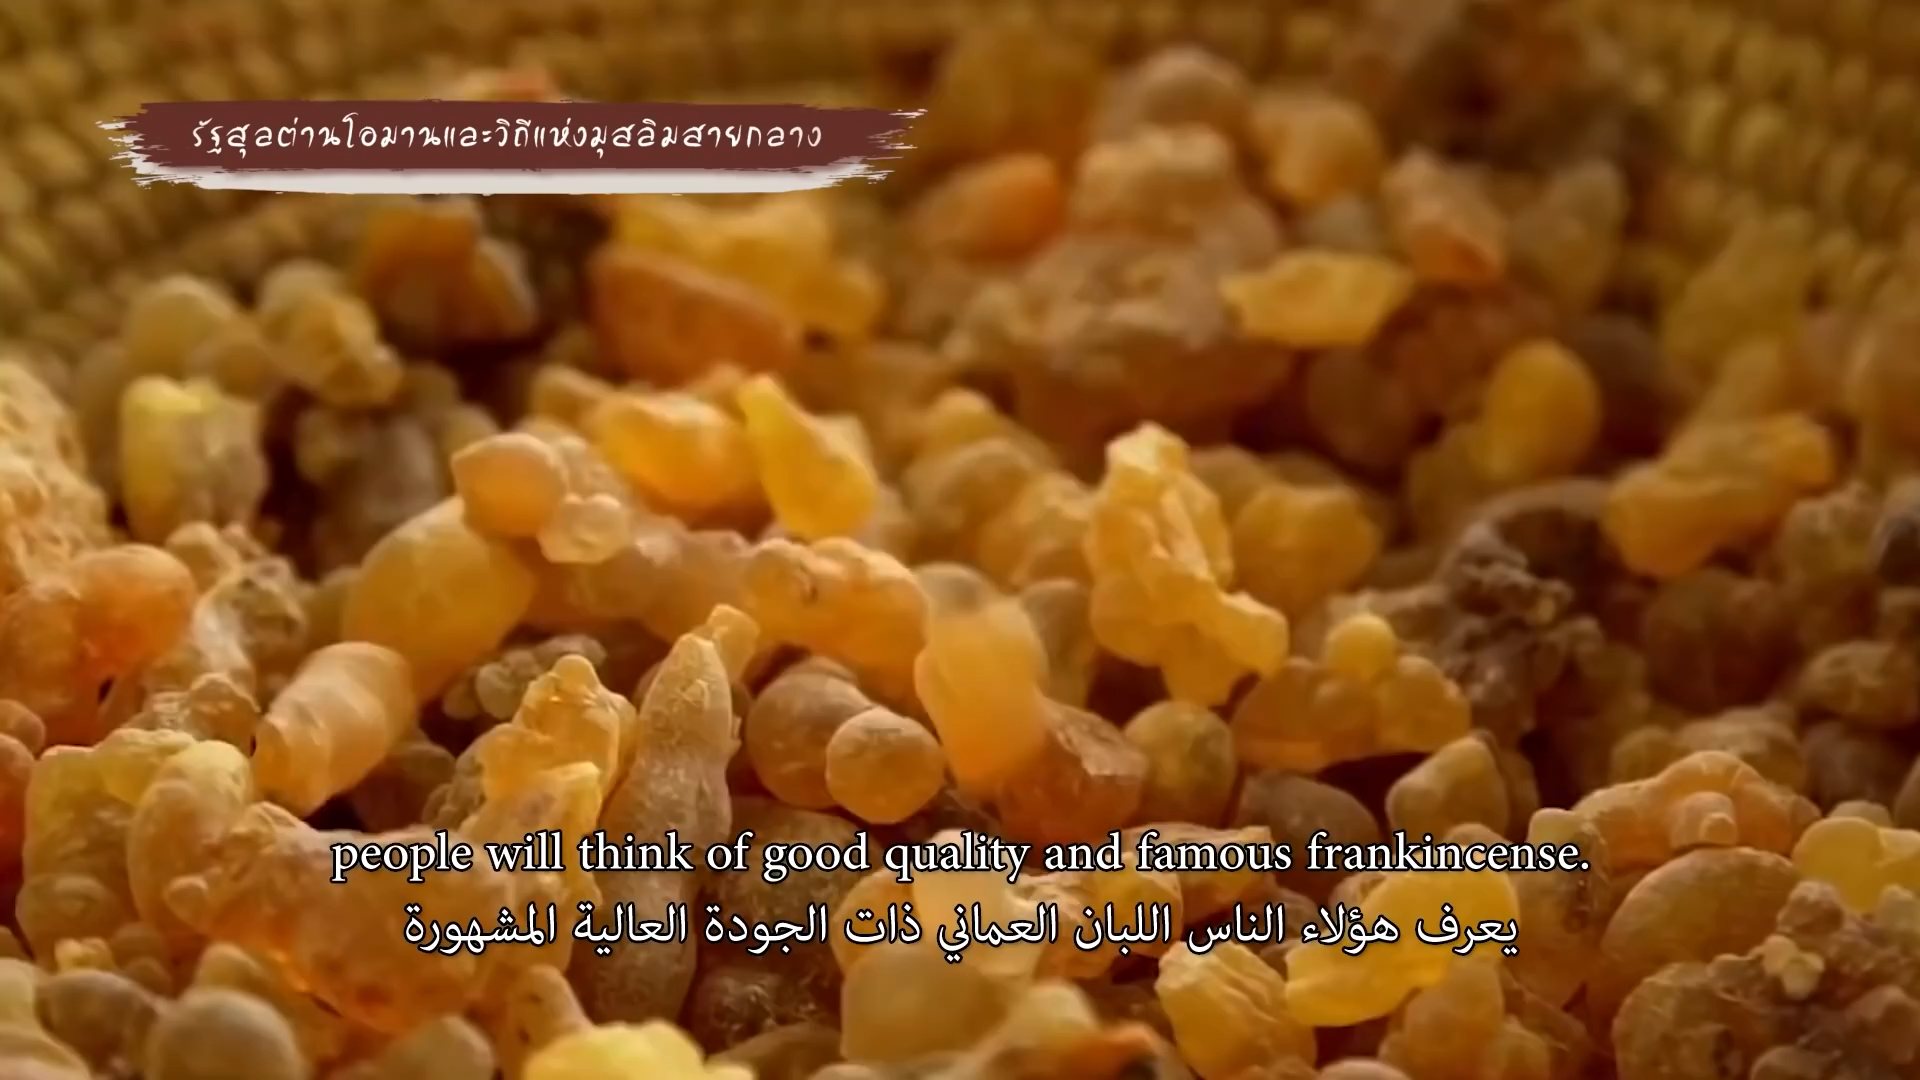 รัฐสุลต่านโอมานและวิถีแห่งมุสลิมสายกลาง
people will think of good quality and famous frankincense.
يعرف هؤلاء الناس اللبان العماني ذات الجودة العالية المشهورة